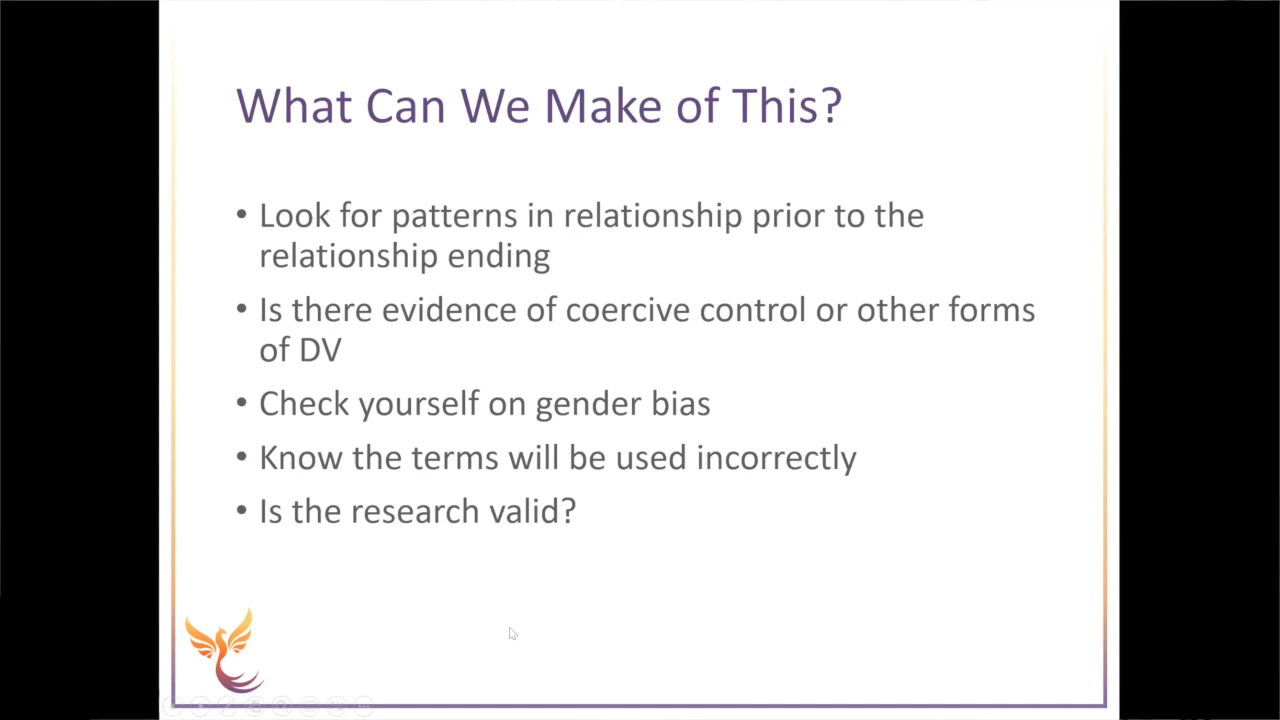 What Can We Make of This?
• Look for patterns in relationship prior to the
relationship ending
• Is there evidence of coercive control or other forms
of DV
• Check yourself on gender bias
• Know the terms will be used incorrectly
• Is the research valid?